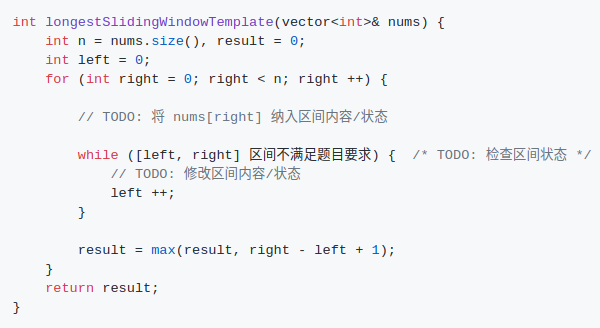 int longestSlidingWindowTemplate(vector<int>& nums) {
    int n = nums.size(), result = 0;
    int left = 0;
    for (int right = 0; right < n; right ++) {
        // TODO: 将 nums[right] 纳入区间内容/状态
        while ([left, right] 区间不满足题目要求) {  /* TODO: 检查区间状态 */
            // TODO: 修改区间内容/状态
            left ++;
        }
        result = max(result, right - left + 1);
    }
    return result;
}